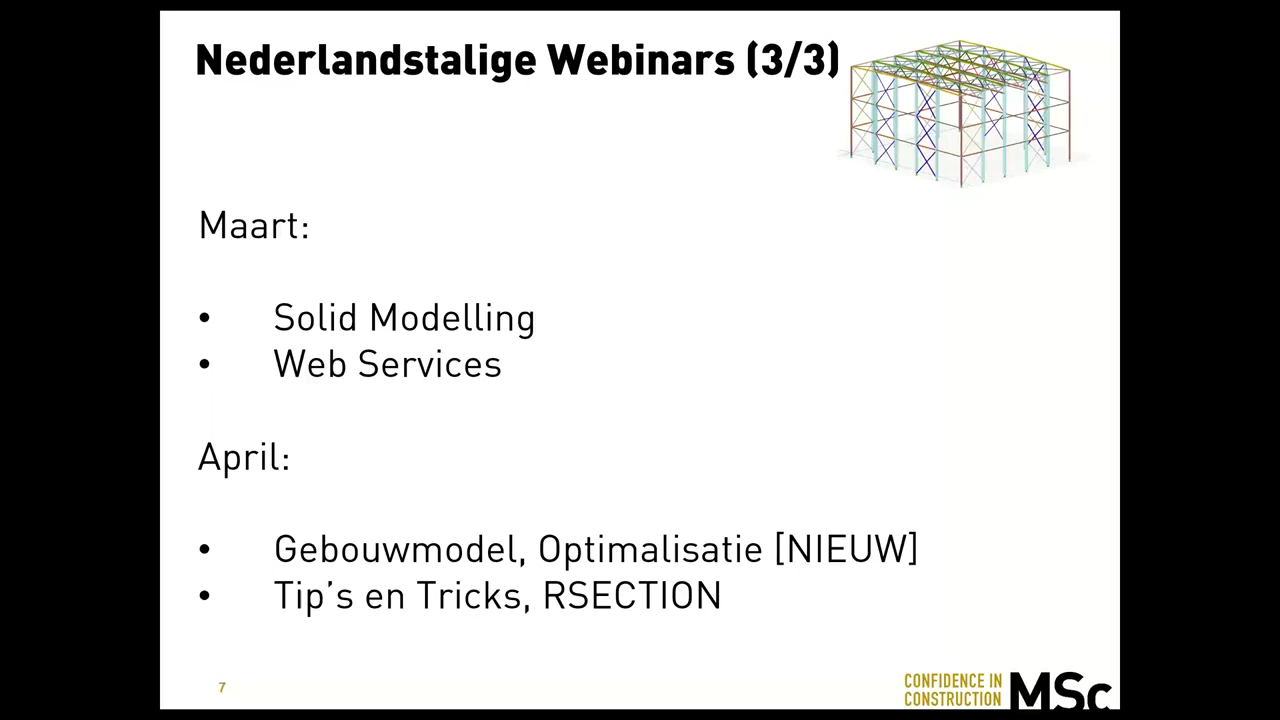 Nederlandstalige Webinars (3/3)
Maart:
• Solid Modelling
• Web Services
April:
• Gebouwmodel, Optimalisatie [NIEUW]
• Tip's en Tricks, RSECTION
7
CONFIDENCE IN
CONSTRUCTION
MSc